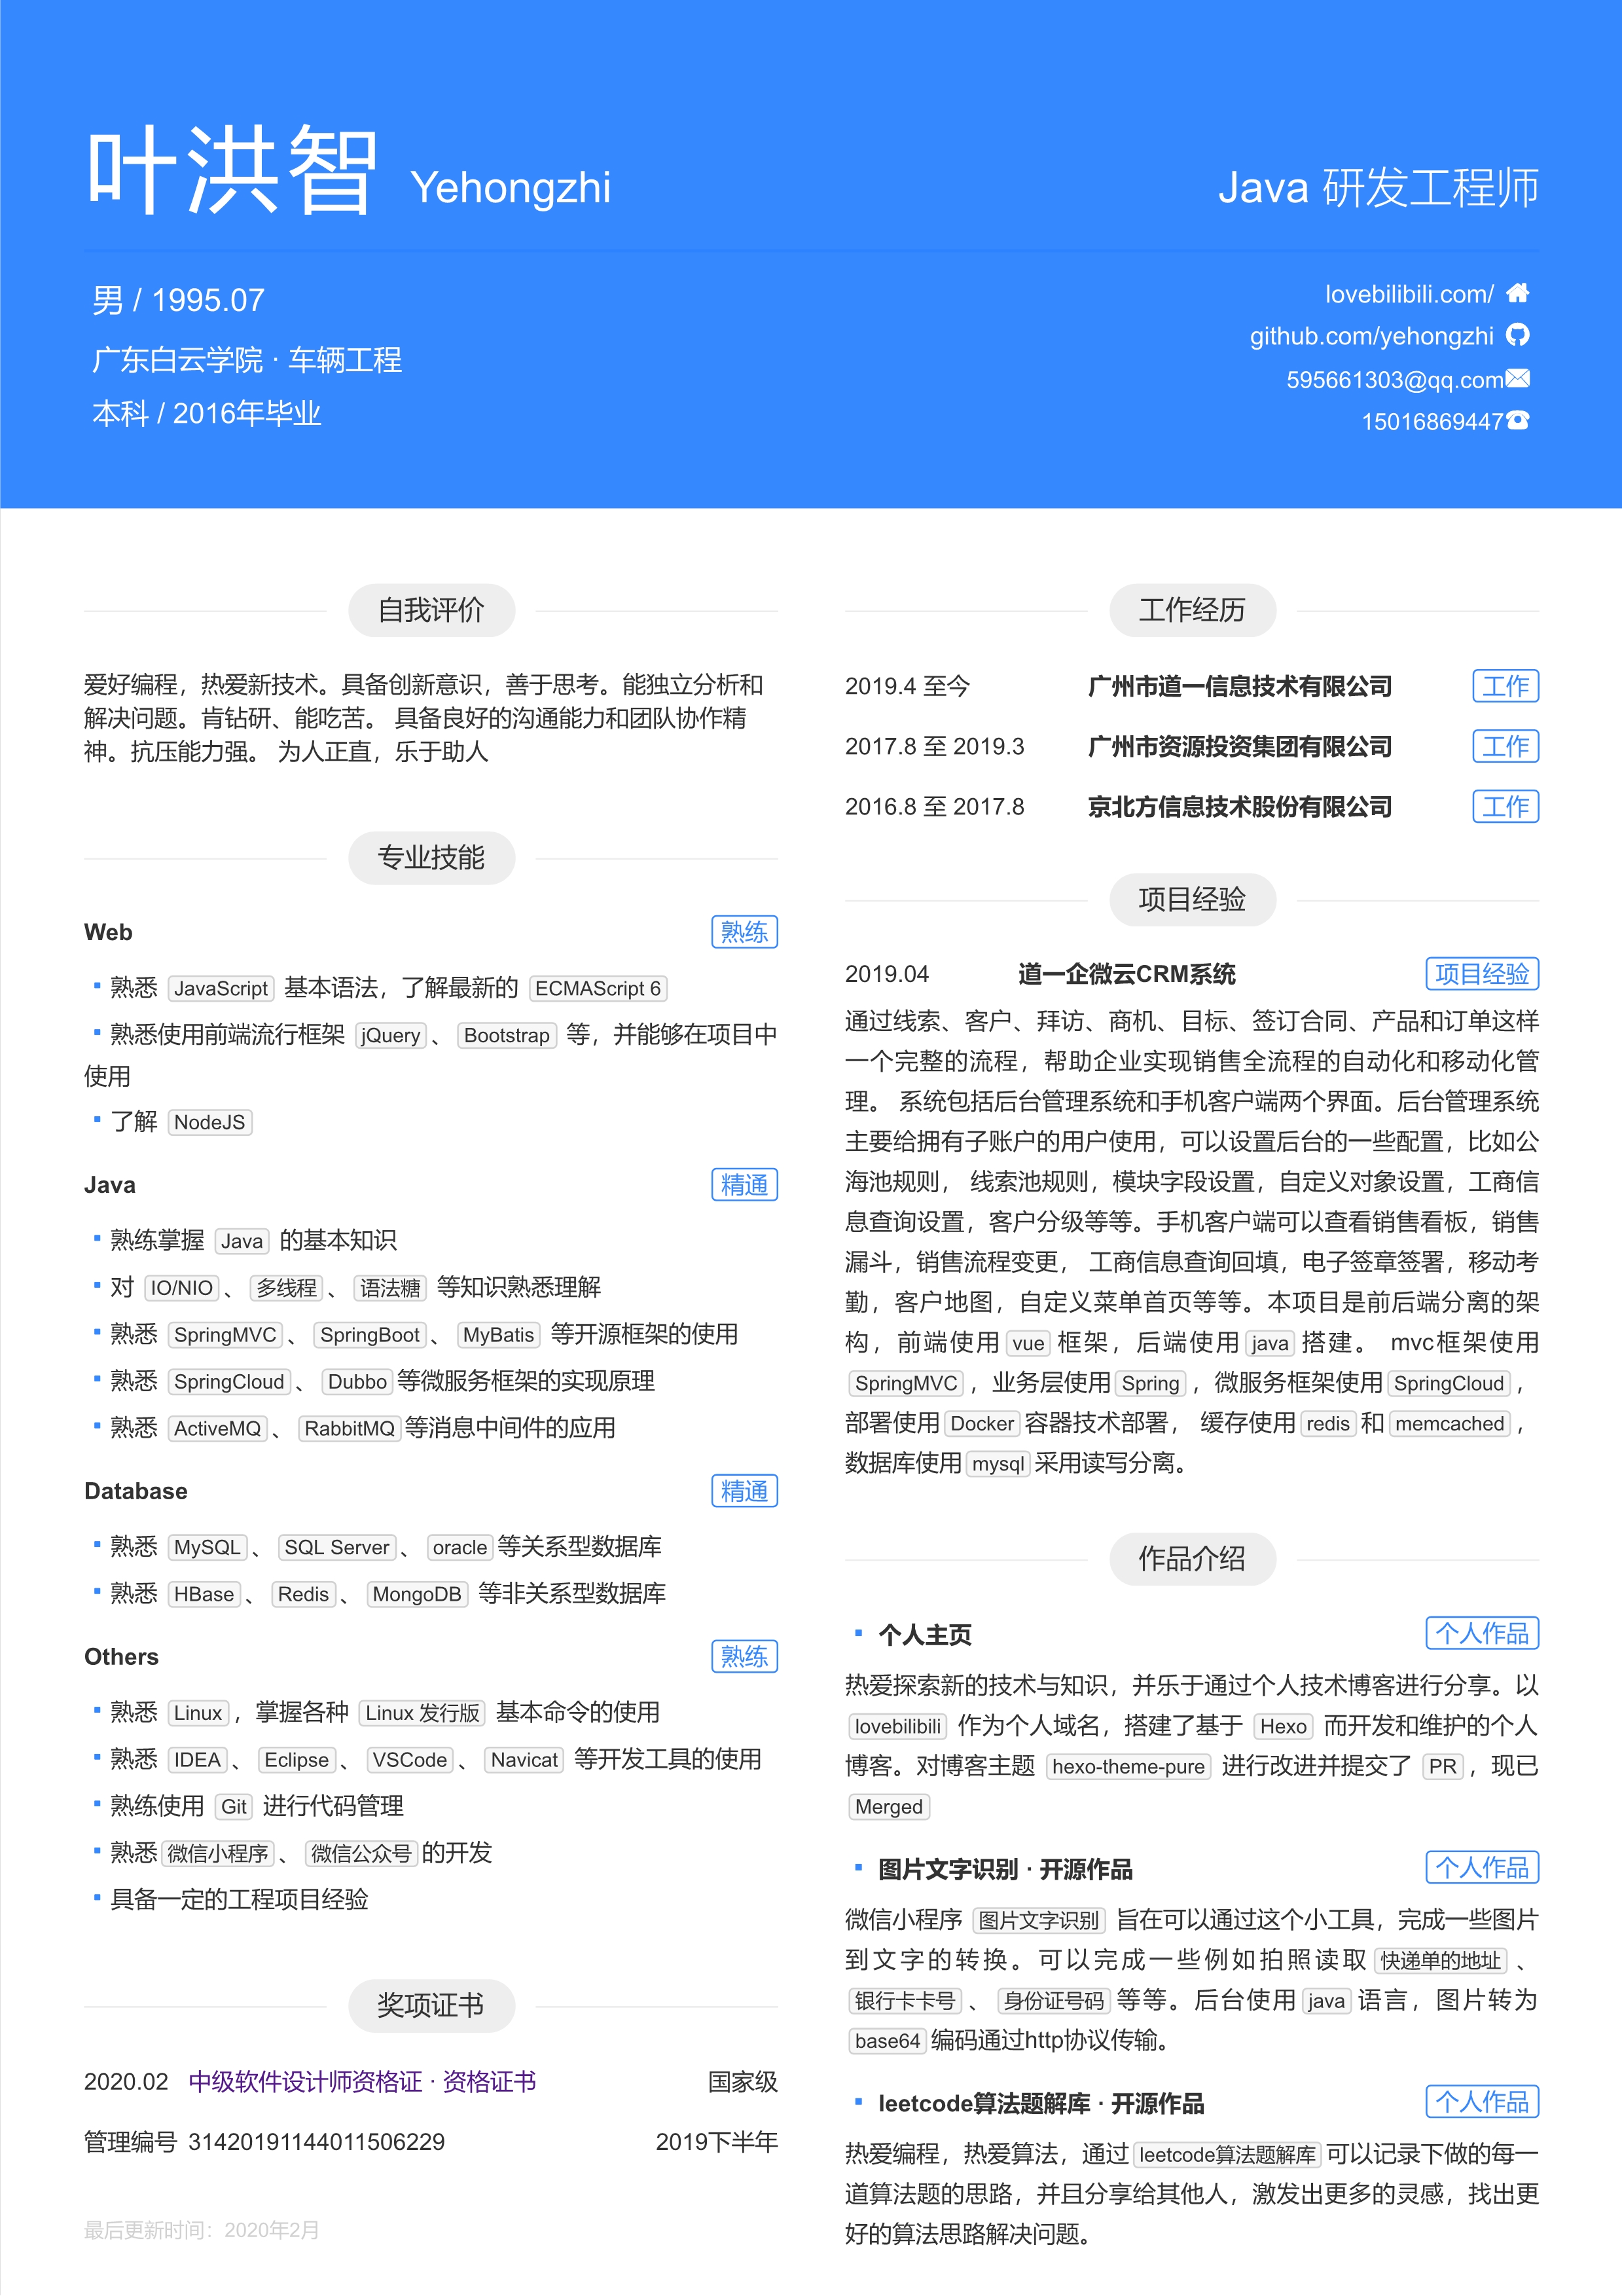 叶洪智 Yehongzhi
Java 研发工程师
男 / 1995.07
广东白云学院 · 车辆工程
本科 / 2016年毕业
lovebilibili.com/
github.com/yehongzhi
595661303@qq.com
15016869447
自我评价
爱好编程，热爱新技术。具备创新意识，善于思考。能独立分析和
解决问题。肯钻研、能吃苦。 具备良好的沟通能力和团队协作精
神。抗压能力强。 为人正直，乐于助人
专业技能
Web 熟练
熟悉 JavaScript 基本语法，了解最新的 ECMAScript 6
熟悉使用前端流行框架 jQuery 、 Bootstrap 等，并能够在项目中
使用
了解 NodeJS
Java 精通
熟练掌握 Java 的基本知识
对 IO/NIO 、 多线程 、 语法糖 等知识熟悉理解
熟悉 SpringMVC 、 SpringBoot 、 MyBatis 等开源框架的使用
熟悉 SpringCloud 、 Dubbo 等微服务框架的实现原理
熟悉 ActiveMQ 、 RabbitMQ 等消息中间件的应用
Database 精通
熟悉 MySQL 、 SQL Server 、 oracle 等关系型数据库
熟悉 HBase 、 Redis 、 MongoDB 等非关系型数据库
Others 熟练
熟悉 Linux ，掌握各种 Linux 发行版 基本命令的使用
熟悉 IDEA 、 Eclipse 、 VSCode 、 Navicat 等开发工具的使用
熟练使用 Git 进行代码管理
熟悉 微信小程序 、 微信公众号 的开发
具备一定的工程项目经验
奖项证书
2020.02 中级软件设计师资格证 · 资格证书 国家级
管理编号 31420191144011506229 2019下半年
最后更新时间：2020年2月
工作经历
2019.4 至今 广州市道一信息技术有限公司 工作
2017.8 至 2019.3 广州市资源投资集团有限公司 工作
2016.8 至 2017.8 京北方信息技术股份有限公司 工作
项目经验
2019.04 道一企微云CRM系统 项目经验
通过线索、客户、拜访、商机、目标、签订合同、产品和订单这样
一个完整的流程，帮助企业实现销售全流程的自动化和移动化管
理。 系统包括后台管理系统和手机客户端两个界面。后台管理系统
主要给拥有子账户的用户使用，可以设置后台的一些配置，比如公
海池规则， 线索池规则，模块字段设置，自定义对象设置，工商信
息查询设置，客户分级等等。手机客户端可以查看销售看板，销售
漏斗，销售流程变更， 工商信息查询回填，电子签章签署，移动考
勤，客户地图，自定义菜单首页等等。本项目是前后端分离的架
构，前端使用 vue 框架，后端使用 java 搭建。 mvc框架使用
SpringMVC ，业务层使用 Spring ，微服务框架使用 SpringCloud ，
部署使用 Docker 容器技术部署， 缓存使用 redis 和 memcached ，
数据库使用 mysql 采用读写分离。
作品介绍
个人主页 个人作品
热爱探索新的技术与知识，并乐于通过个人技术博客进行分享。以
lovebilibili 作为个人域名，搭建了基于 Hexo 而开发和维护的个人
博客。对博客主题 hexo-theme-pure 进行改进并提交了 PR ，现已
Merged
图片文字识别 · 开源作品 个人作品
微信小程序 图片文字识别 旨在可以通过这个小工具，完成一些图片
到文字的转换。可以完成一些例如拍照读取 快递单的地址 、
银行卡卡号 、 身份证号码 等等。后台使用 java 语言，图片转为
base64 编码通过http协议传输。
leetcode算法题解库 · 开源作品 个人作品
热爱编程，热爱算法，通过 leetcode算法题解库 可以记录下做的每一
道算法题的思路，并且分享给其他人，激发出更多的灵感，找出更
好的算法思路解决问题。